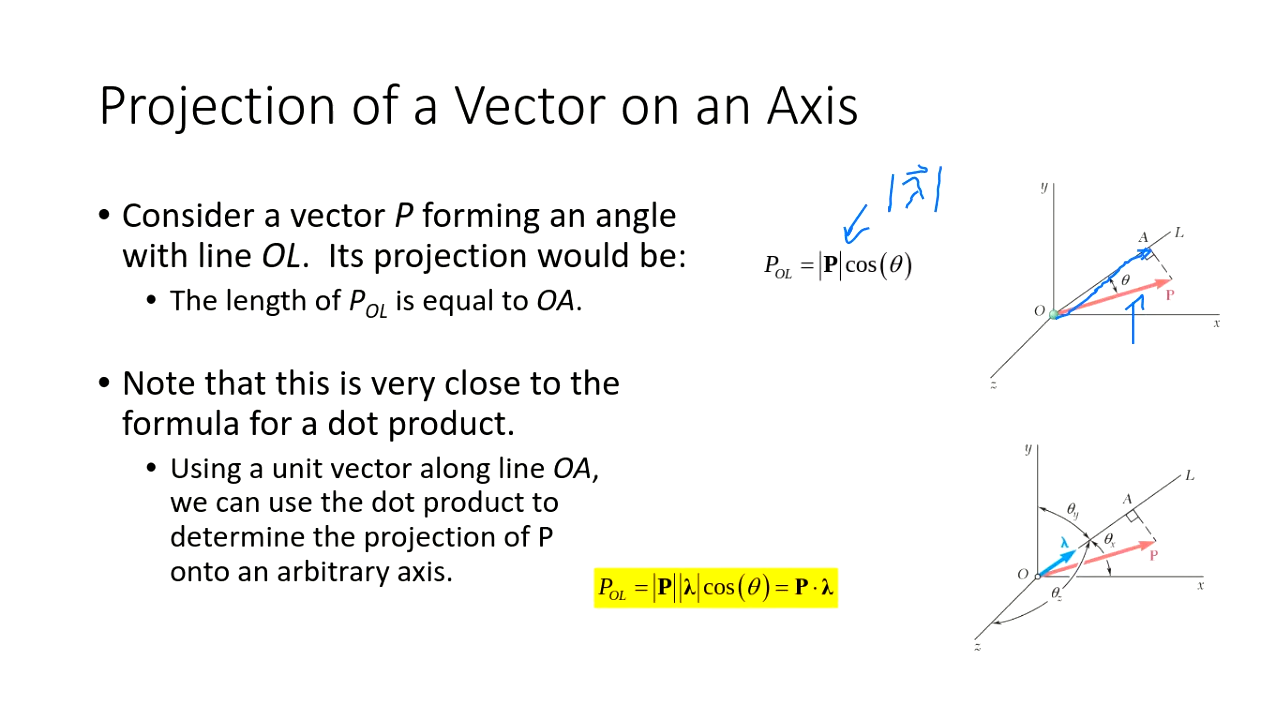 Projection of a Vector on an Axis
• Consider a vector P forming an angle
with line OL. Its projection would be:
• The length of P_OL is equal to OA.
• Note that this is very close to the
formula for a dot product.
• Using a unit vector along line OA,
we can use the dot product to
determine the projection of P
onto an arbitrary axis.
|λ⃗|
P_OL = |P| cos(θ)
P_OL = |P||λ| cos(θ) = P · λ
y
A
L
θ
P
O
x
z
y
L
A
θ_y
λ
θ_x
P
O
θ_z
x
z